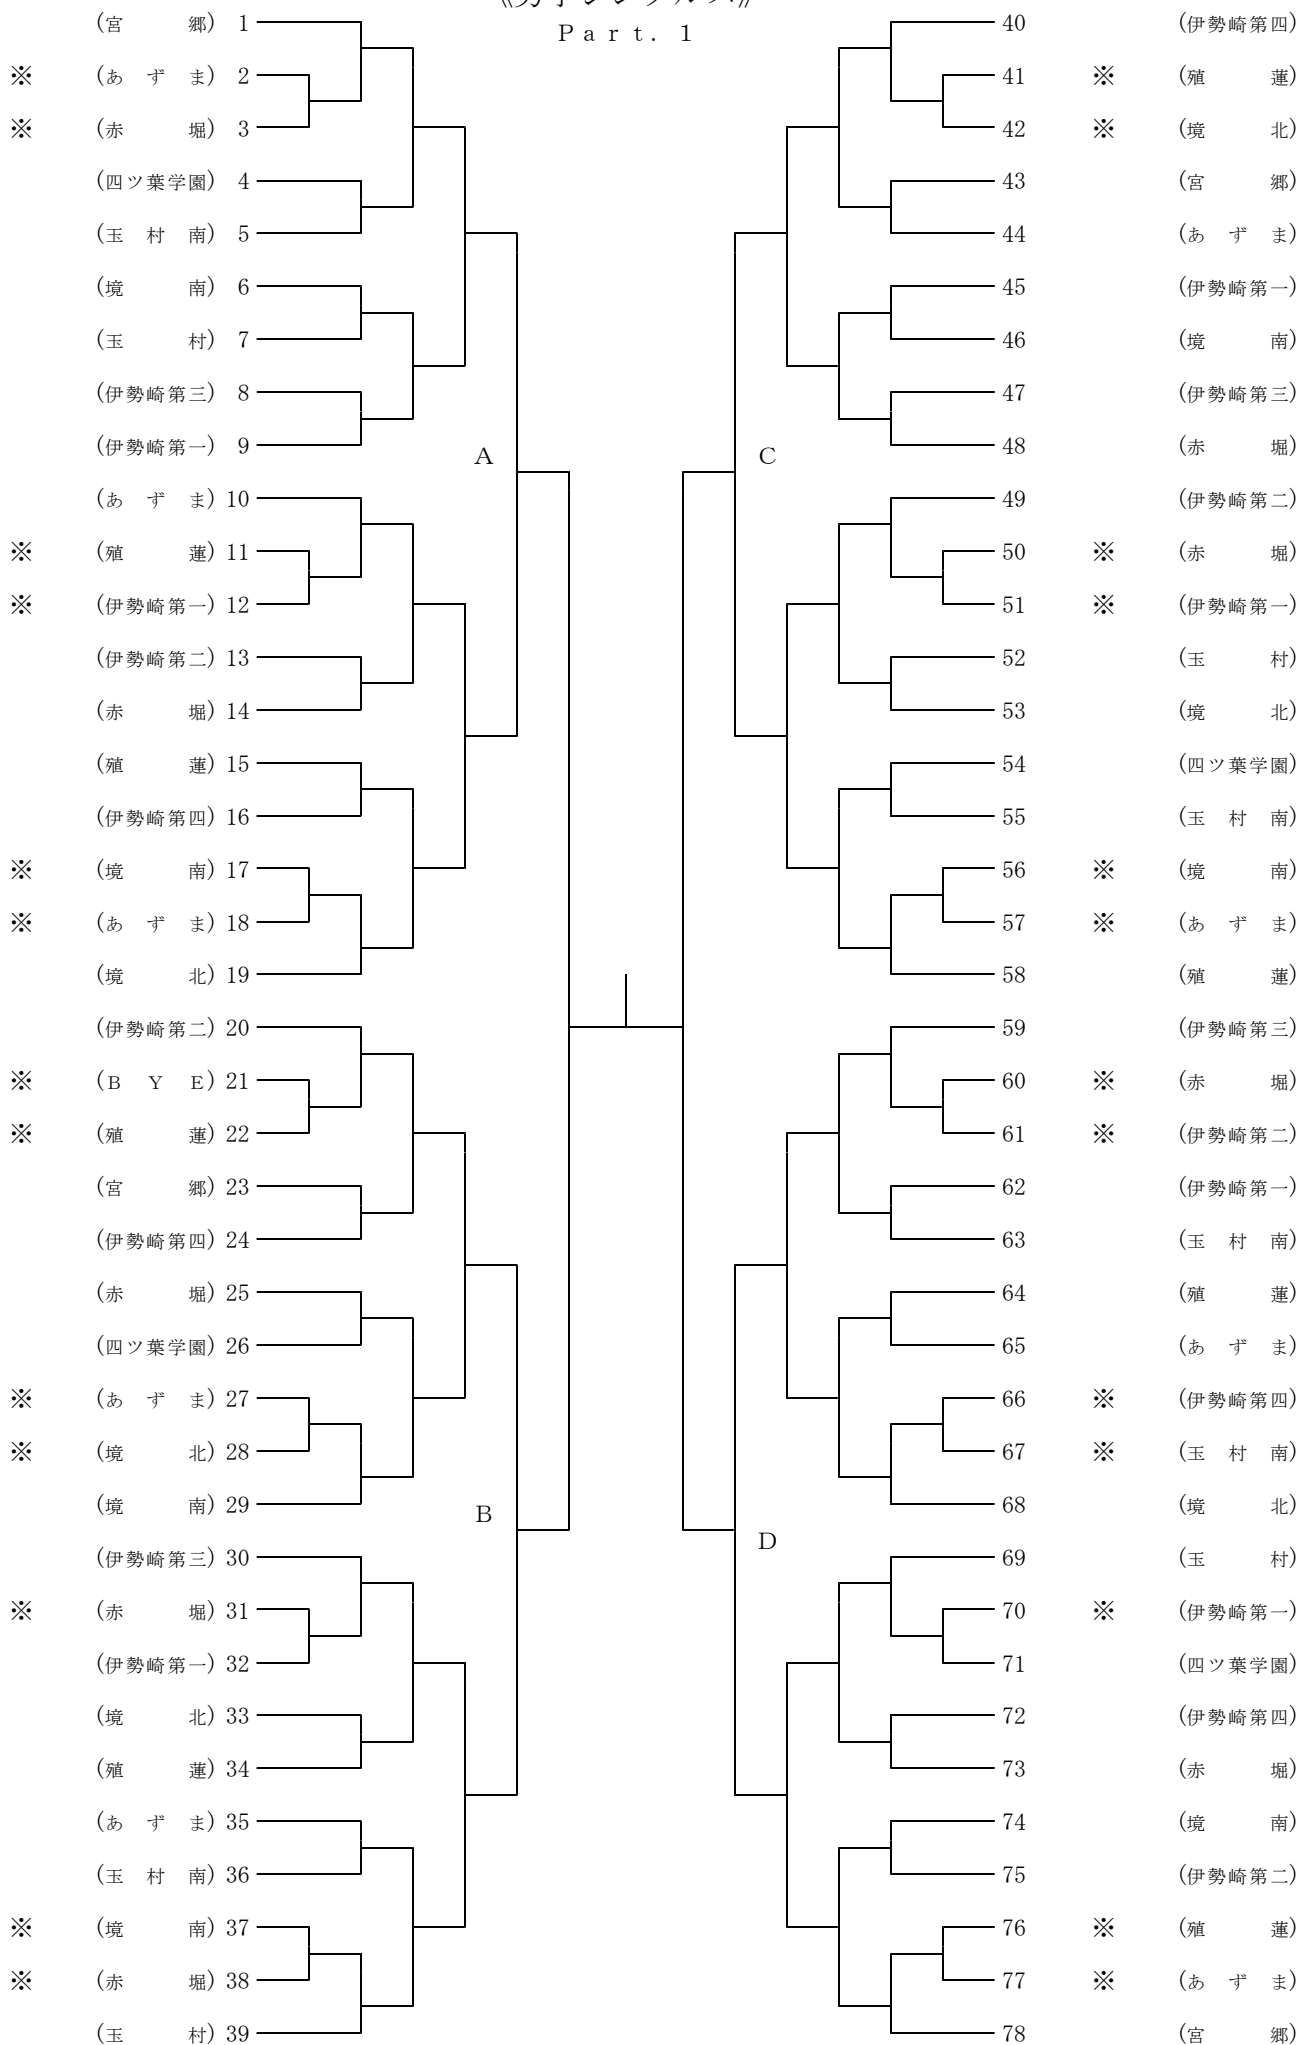 《男子シングルス》
Part. 1
(宮 郷) 1 40 (伊勢崎第四)
※ (あ ず ま) 2 41 ※ (殖 蓮)
※ (赤 堀) 3 42 ※ (境 北)
(四ツ葉学園) 4 43 (宮 郷)
(玉 村 南) 5 44 (あ ず ま)
(境 南) 6 45 (伊勢崎第一)
(玉 村) 7 46 (境 南)
(伊勢崎第三) 8 47 (伊勢崎第三)
(伊勢崎第一) 9 48 (赤 堀)
A C
(あ ず ま) 10 49 (伊勢崎第二)
※ (殖 蓮) 11 50 ※ (赤 堀)
※ (伊勢崎第一) 12 51 ※ (伊勢崎第一)
(伊勢崎第二) 13 52 (玉 村)
(赤 堀) 14 53 (境 北)
(殖 蓮) 15 54 (四ツ葉学園)
(伊勢崎第四) 16 55 (玉 村 南)
※ (境 南) 17 56 ※ (境 南)
※ (あ ず ま) 18 57 ※ (あ ず ま)
(境 北) 19 58 (殖 蓮)
(伊勢崎第二) 20 59 (伊勢崎第三)
※ (B Y E) 21 60 ※ (赤 堀)
※ (殖 蓮) 22 61 ※ (伊勢崎第二)
(宮 郷) 23 62 (伊勢崎第一)
(伊勢崎第四) 24 63 (玉 村 南)
(赤 堀) 25 64 (殖 蓮)
(四ツ葉学園) 26 65 (あ ず ま)
※ (あ ず ま) 27 66 ※ (伊勢崎第四)
※ (境 北) 28 67 ※ (玉 村 南)
(境 南) 29 68 (境 北)
B D
(伊勢崎第三) 30 69 (玉 村)
※ (赤 堀) 31 70 ※ (伊勢崎第一)
(伊勢崎第一) 32 71 (四ツ葉学園)
(境 北) 33 72 (伊勢崎第四)
(殖 蓮) 34 73 (赤 堀)
(あ ず ま) 35 74 (境 南)
(玉 村 南) 36 75 (伊勢崎第二)
※ (境 南) 37 76 ※ (殖 蓮)
※ (赤 堀) 38 77 ※ (あ ず ま)
(玉 村) 39 78 (宮 郷)